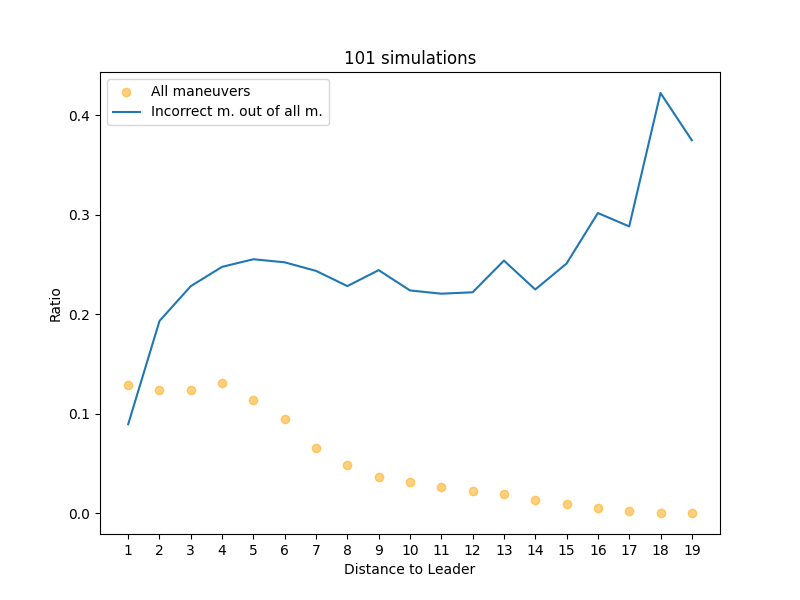 101 simulations
All maneuvers
Incorrect m. out of all m.
Ratio
0.4
0.3
0.2
0.1
0.0
1 2 3 4 5 6 7 8 9 10 11 12 13 14 15 16 17 18 19
Distance to Leader